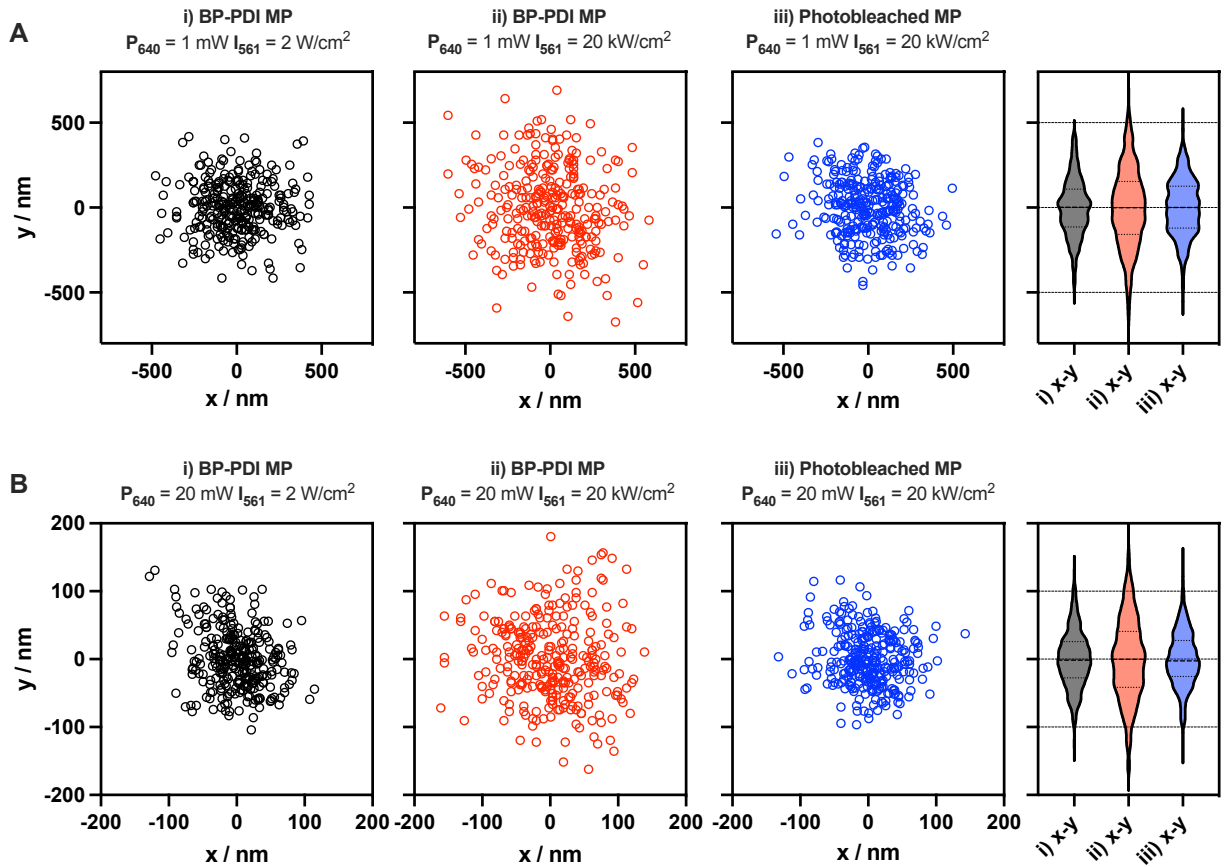 A
i) BP-PDI MP
P₆₄₀ = 1 mW I₅₆₁ = 2 W/cm²
ii) BP-PDI MP
P₆₄₀ = 1 mW I₅₆₁ = 20 kW/cm²
iii) Photobleached MP
P₆₄₀ = 1 mW I₅₆₁ = 20 kW/cm²
y / nm
500
0
-500
-500 0 500
x / nm
-500 0 500
x / nm
-500 0 500
x / nm
i) x-y
ii) x-y
iii) x-y
B
i) BP-PDI MP
P₆₄₀ = 20 mW I₅₆₁ = 2 W/cm²
ii) BP-PDI MP
P₆₄₀ = 20 mW I₅₆₁ = 20 kW/cm²
iii) Photobleached MP
P₆₄₀ = 20 mW I₅₆₁ = 20 kW/cm²
y / nm
200
100
0
-100
-200
-200 -100 0 100 200
x / nm
-200 -100 0 100 200
x / nm
-200 -100 0 100 200
x / nm
i) x-y
ii) x-y
iii) x-y